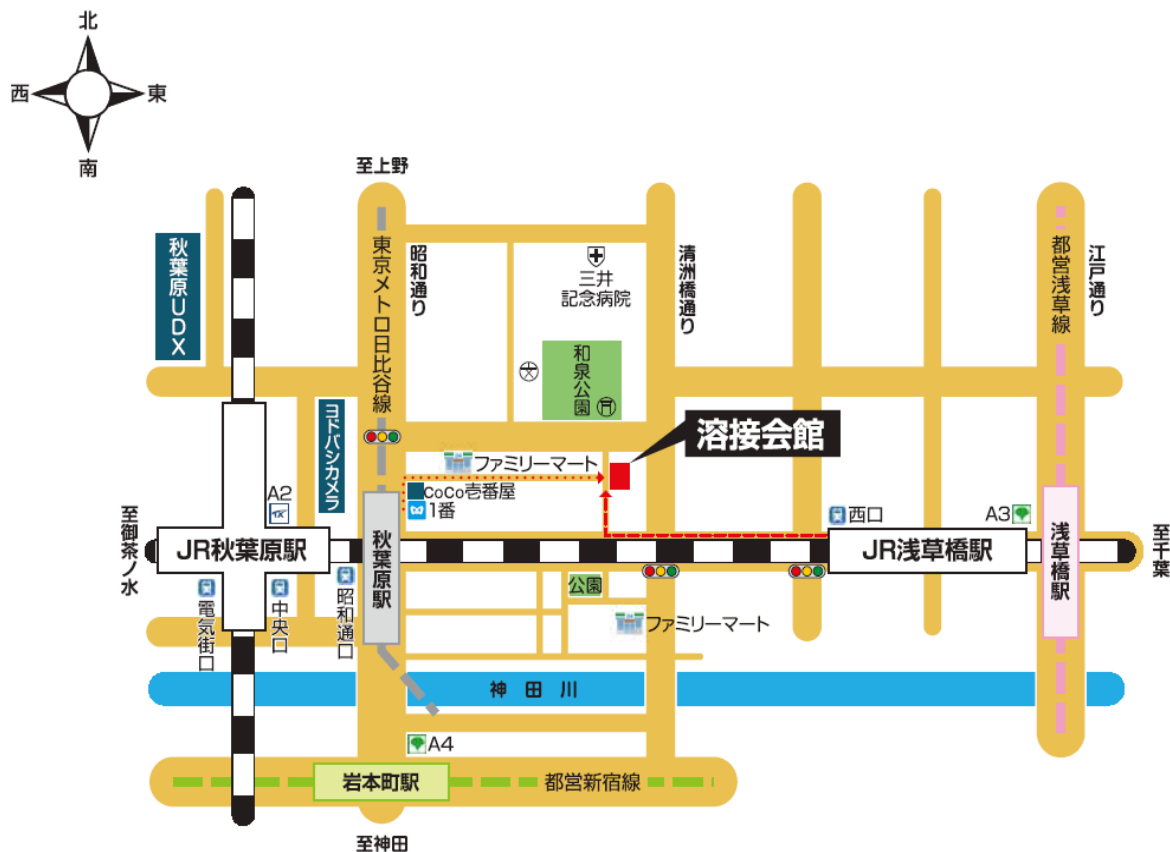 北
西
東
南
至上野
秋葉原UDX
東京メトロ日比谷線
昭和通り
三井
記念病院
清洲橋通り
都営浅草線
江戸通り
和泉公園
文
ヨドバシカメラ
溶接会館
ファミリーマート
CoCo壱番屋
1番
A2
TX
至御茶ノ水
JR秋葉原駅
秋葉原駅
西口
A3
JR浅草橋駅
浅草橋駅
至千葉
電気街口
中央口
昭和通口
公園
ファミリーマート
神田川
A4
岩本町駅
都営新宿線
至神田